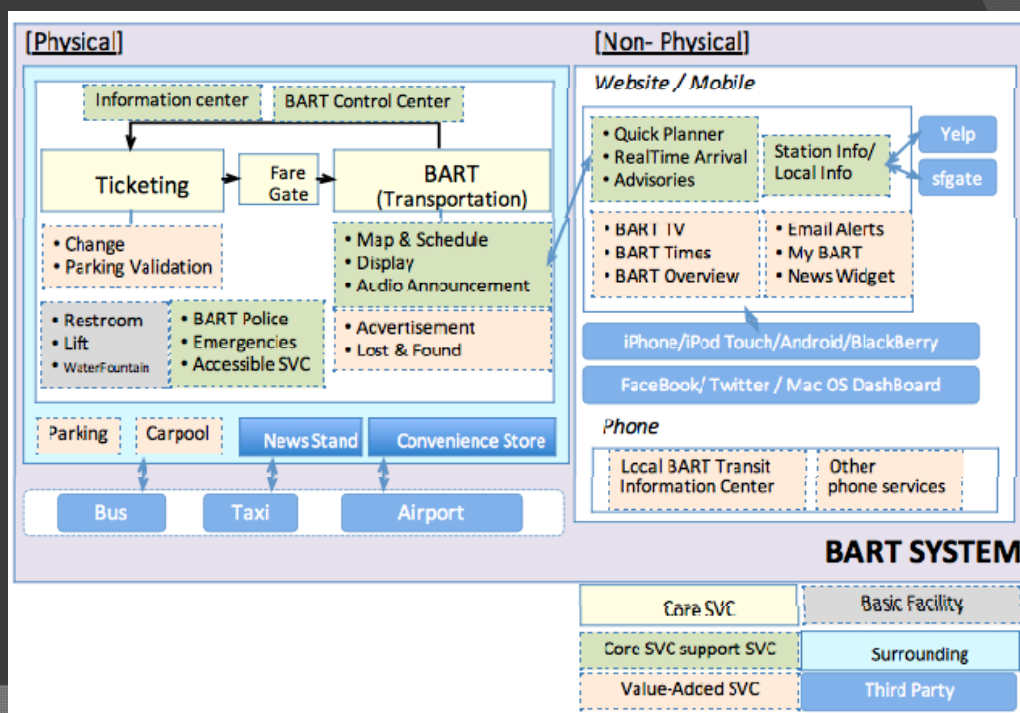 [Physical]
Information center
BART Control Center
Ticketing
Fare
Gate
BART
(Transportation)
• Change
• Parking Validation
• Map & Schedule
• Display
• Audio Announcement
• Restroom
• Lift
• WaterFountain
• BART Police
• Emergencies
• Accessible SVC
• Advertisement
• Lost & Found
Parking
Carpool
News Stand
Convenience Store
Bus
Taxi
Airport
[Non- Physical]
Website / Mobile
• Quick Planner
• RealTime Arrival
• Advisories
Station Info/
Local Info
Yelp
sfgate
• BART TV
• BART Times
• BART Overview
• Email Alerts
• My BART
• News Widget
iPhone/iPod Touch/Android/BlackBerry
FaceBook/ Twitter / Mac OS DashBoard
Phone
Local BART Transit
Information Center
Other
phone services
BART SYSTEM
Core SVC
Basic Facility
Core SVC support SVC
Surrounding
Value-Added SVC
Third Party